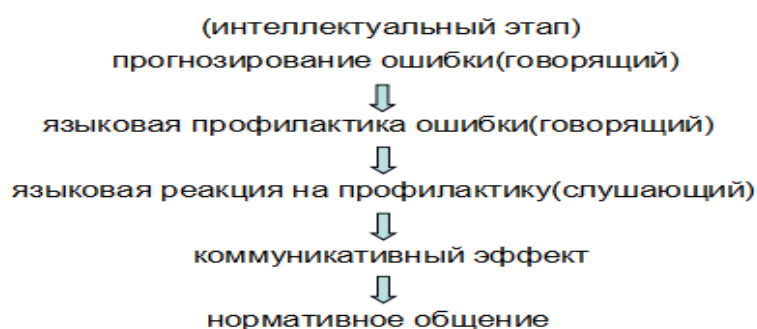 (интеллектуальный этап)
прогнозирование ошибки(говорящий)
языковая профилактика ошибки(говорящий)
языковая реакция на профилактику(слушающий)
коммуникативный эффект
нормативное общение